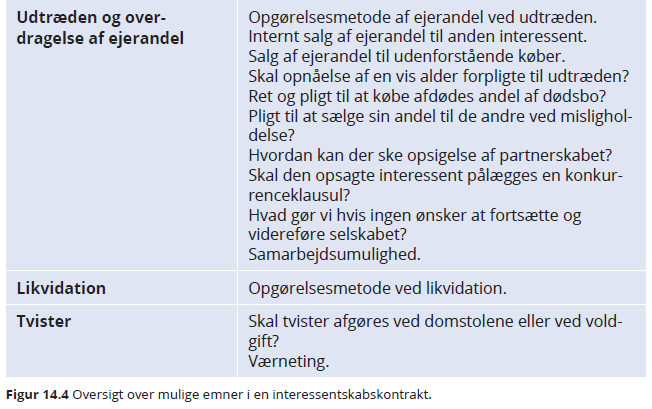 Udtræden og over-
dragelse af ejerandel
Opgørelsesmetode af ejerandel ved udtræden.
Internt salg af ejerandel til anden interessent.
Salg af ejerandel til udenforstående køber.
Skal opnåelse af en vis alder forpligte til udtræden?
Ret og pligt til at købe afdødes andel af dødsbo?
Pligt til at sælge sin andel til de andre ved mislighol-
delse?
Hvordan kan der ske opsigelse af partnerskabet?
Skal den opsagte interessent pålægges en konkur-
renceklausul?
Hvad gør vi hvis ingen ønsker at fortsætte og
videreføre selskabet?
Samarbejdsumulighed.
Likvidation
Opgørelsesmetode ved likvidation.
Tvister
Skal tvister afgøres ved domstolene eller ved vold-
gift?
Værneting.
Figur 14.4 Oversigt over mulige emner i en interessentskabskontrakt.